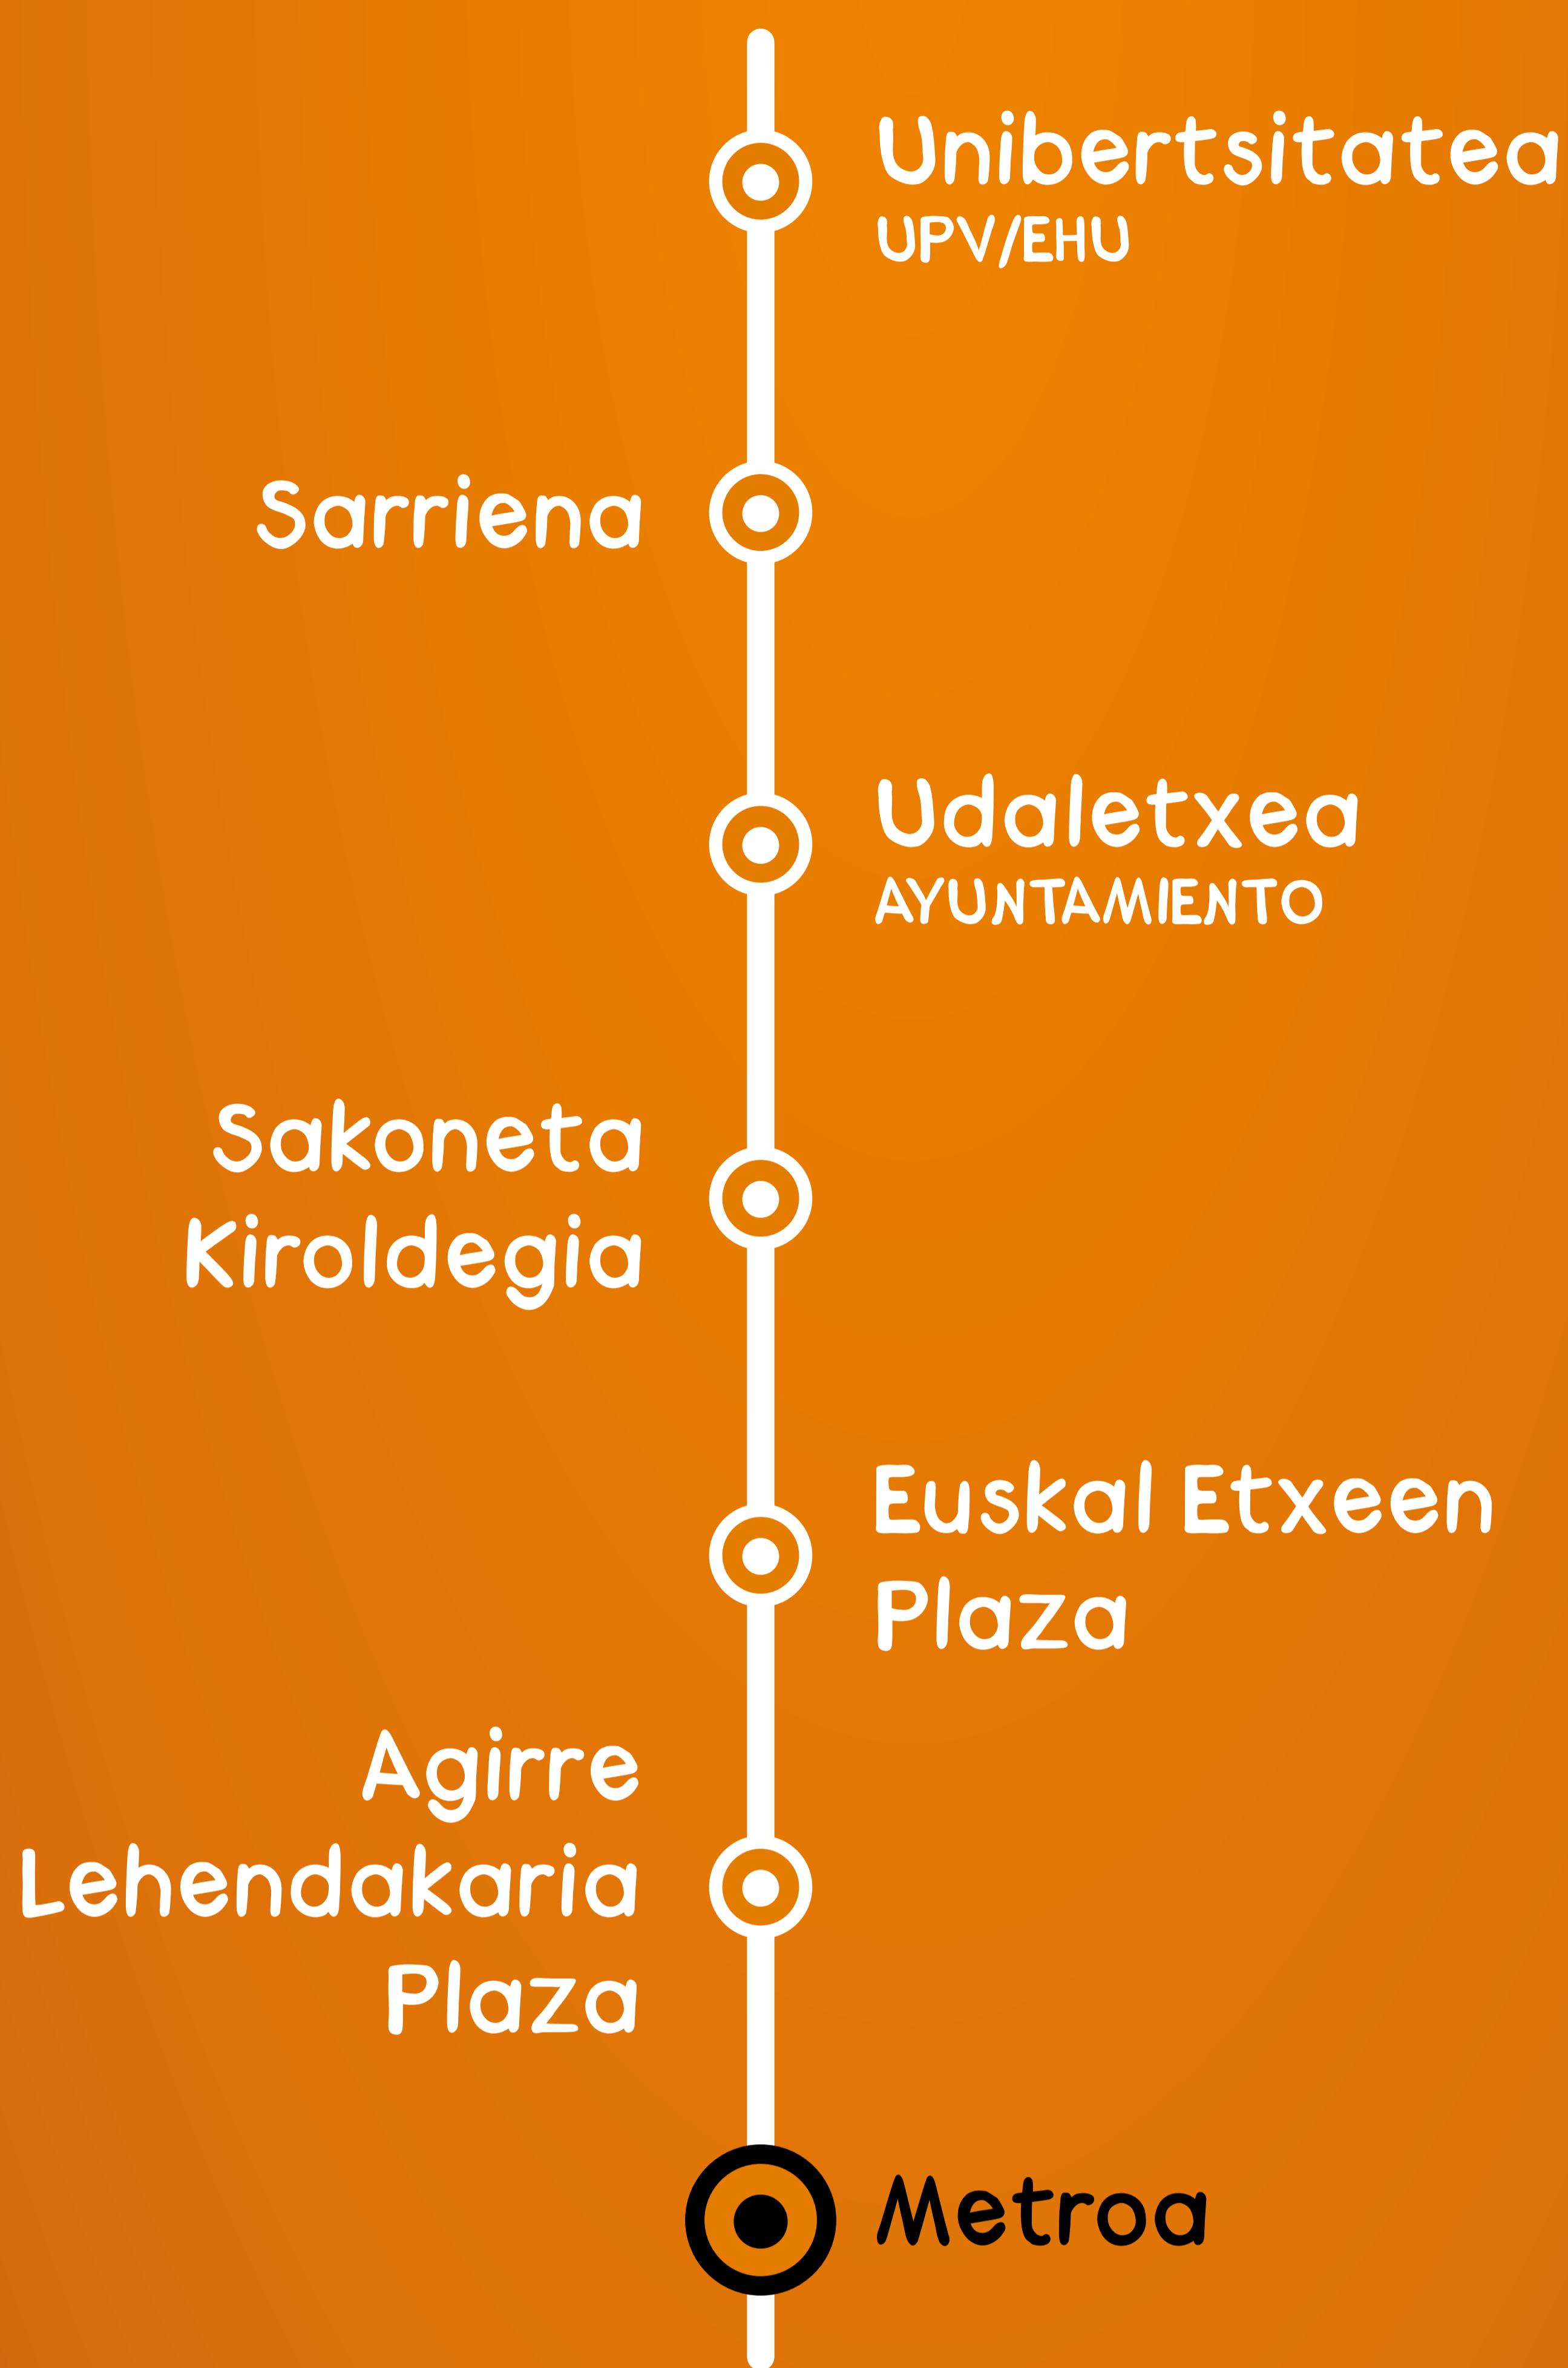 Unibertsitatea
UPV/EHU
Sarriena
Udaletxea
AYUNTAMIENTO
Sakoneta
Kiroldegia
Euskal Etxeen
Plaza
Agirre
Lehendakaria
Plaza
Metroa